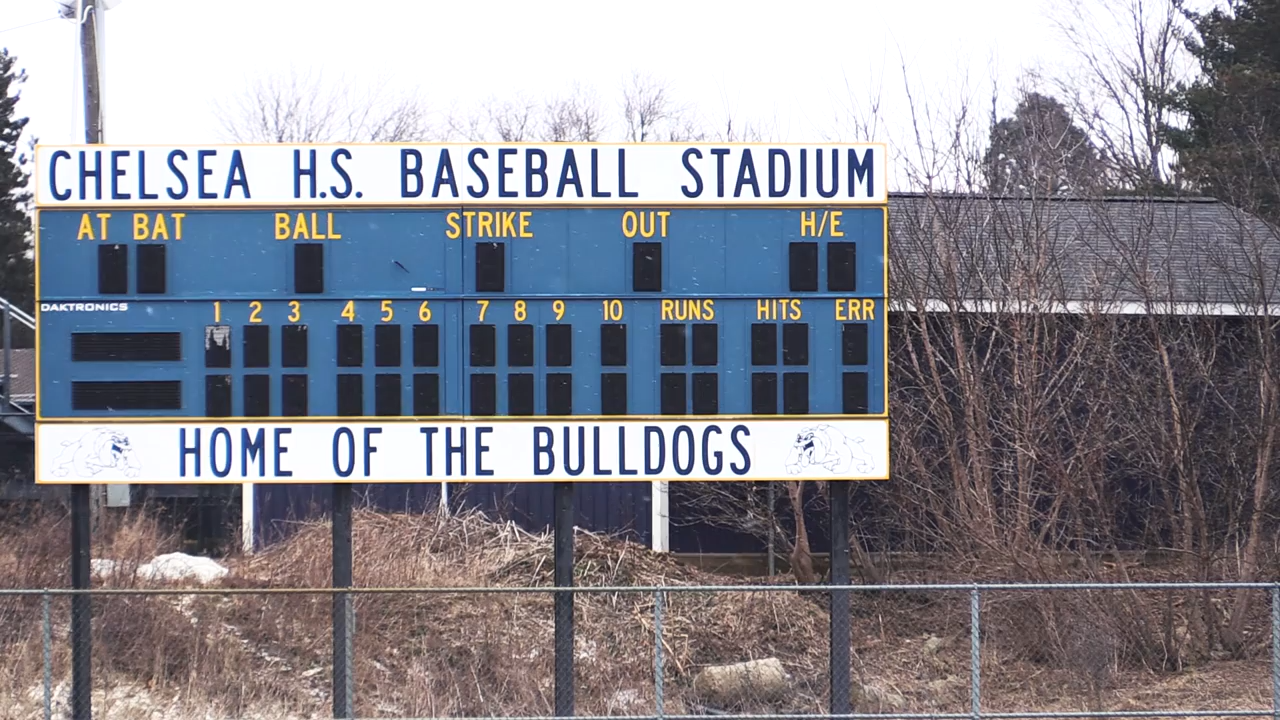 CHELSEA H.S. BASEBALL STADIUM
AT BAT BALL STRIKE OUT H/E
DAKTRONICS 1 2 3 4 5 6 7 8 9 10 RUNS HITS ERR
HOME OF THE BULLDOGS